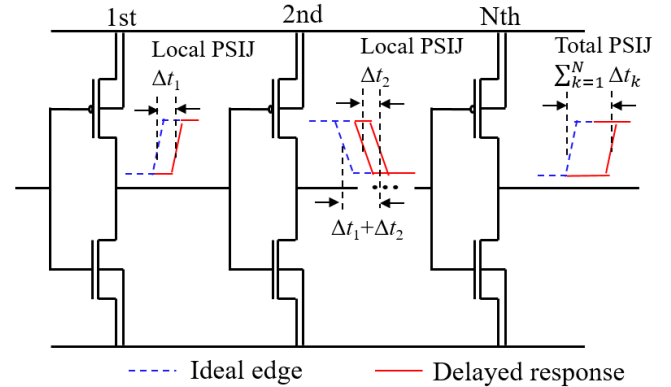 1st 2nd Nth
Local PSIJ Local PSIJ Total PSIJ
Δt₁ Δt₂ ∑ᴺₖ₌₁ Δtₖ
Δt₁+Δt₂
Ideal edge Delayed response